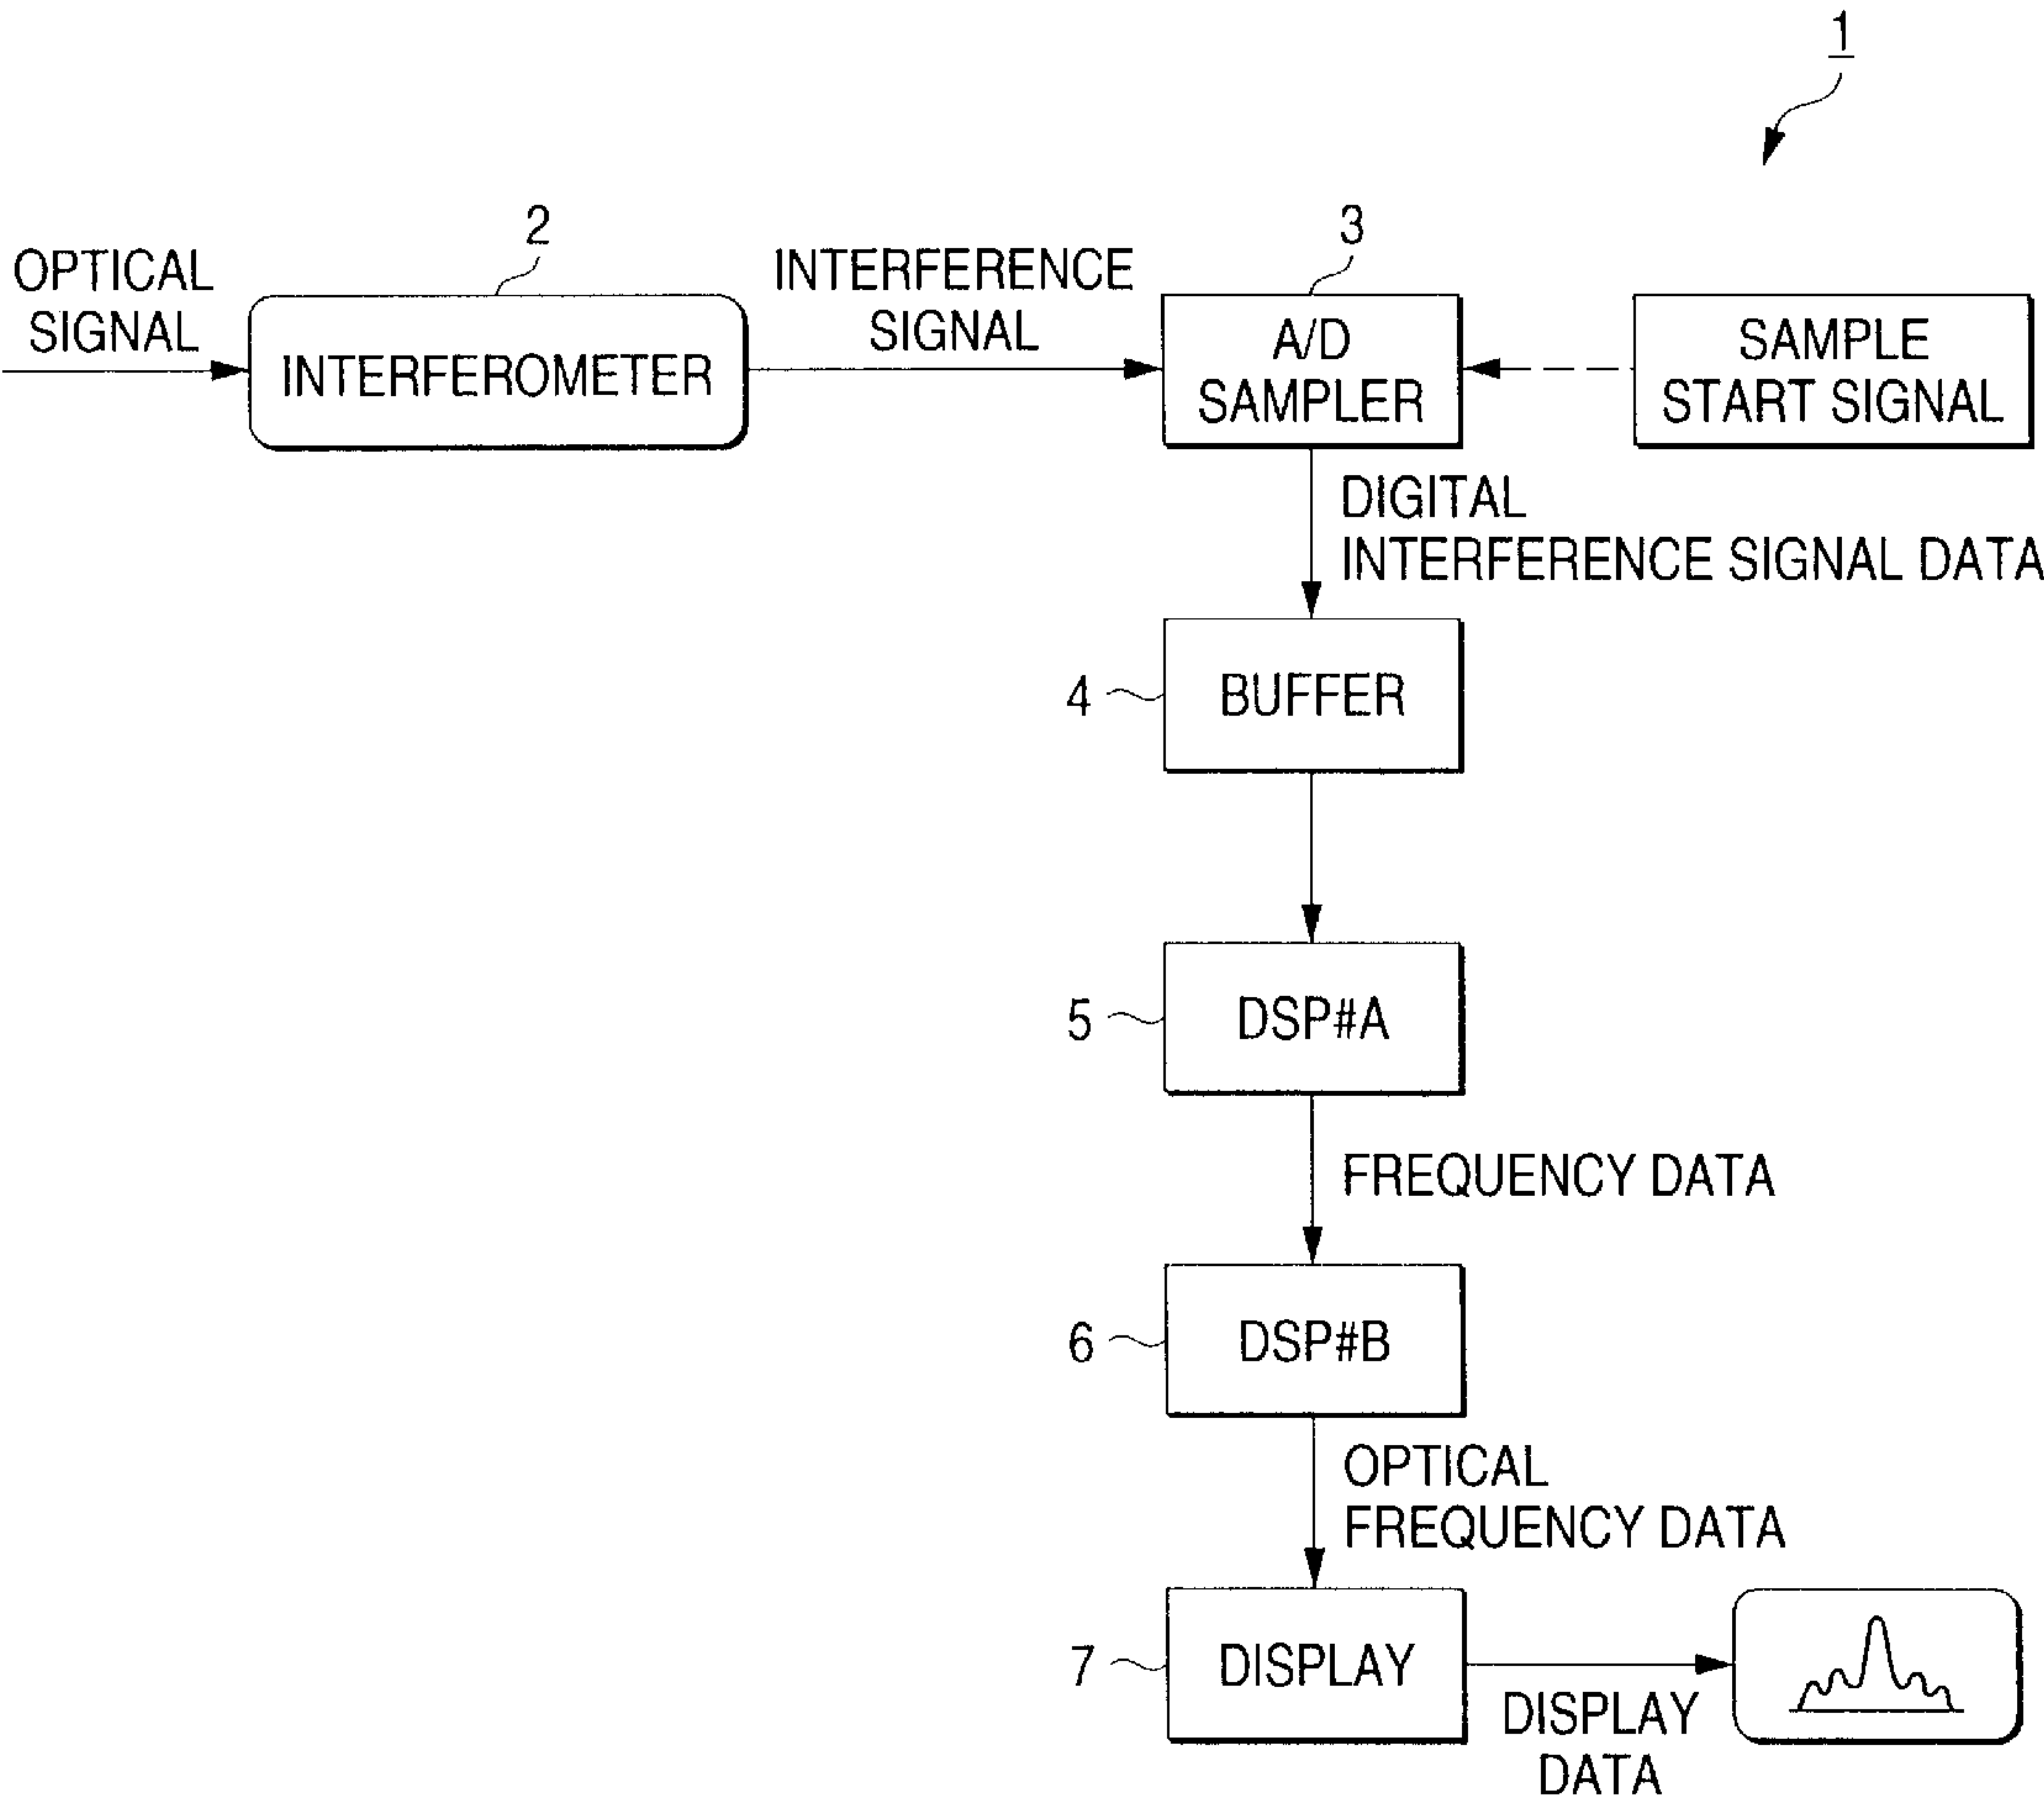 1
OPTICAL
SIGNAL
2
INTERFEROMETER
INTERFERENCE
SIGNAL
3
A/D
SAMPLER
SAMPLE
START SIGNAL
DIGITAL
INTERFERENCE SIGNAL DATA
4
BUFFER
5
DSP#A
FREQUENCY DATA
6
DSP#B
OPTICAL
FREQUENCY DATA
7
DISPLAY
DISPLAY
DATA